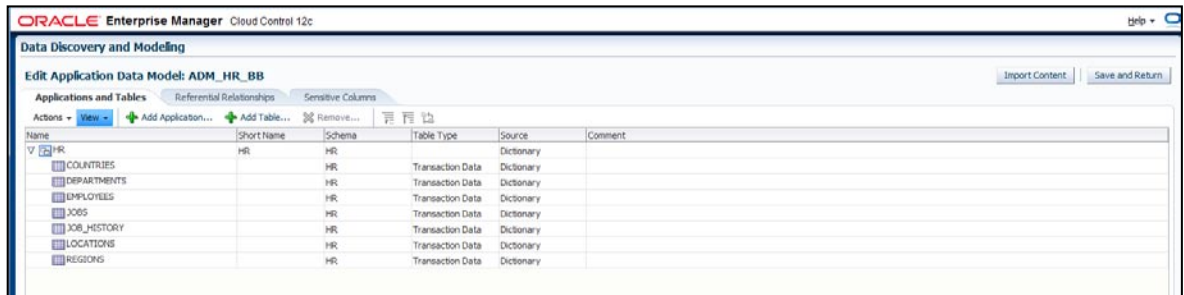 ORACLE Enterprise Manager Cloud Control 12c Help
Data Discovery and Modeling
Edit Application Data Model: ADM_HR_BB Import Content Save and Return
Applications and Tables Referential Relationships Sensitive Columns
Actions View Add Application... Add Table... Remove...
Name Short Name Schema Table Type Source Comment
HR HR HR Dictionary
COUNTRIES HR Transaction Data Dictionary
DEPARTMENTS HR Transaction Data Dictionary
EMPLOYEES HR Transaction Data Dictionary
JOBS HR Transaction Data Dictionary
JOB_HISTORY HR Transaction Data Dictionary
LOCATIONS HR Transaction Data Dictionary
REGIONS HR Transaction Data Dictionary